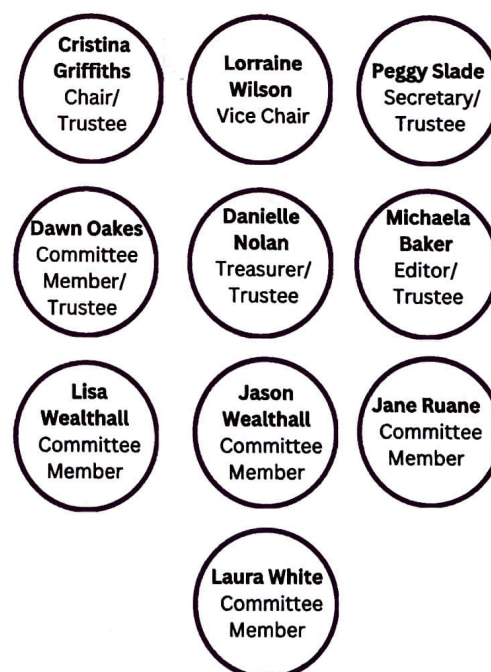 Cristina
Griffiths
Chair/
Trustee
Lorraine
Wilson
Vice Chair
Peggy Slade
Secretary/
Trustee
Dawn Oakes
Committee
Member/
Trustee
Danielle
Nolan
Treasurer/
Trustee
Michaela
Baker
Editor/
Trustee
Lisa
Wealthall
Committee
Member
Jason
Wealthall
Committee
Member
Jane Ruane
Committee
Member
Laura White
Committee
Member